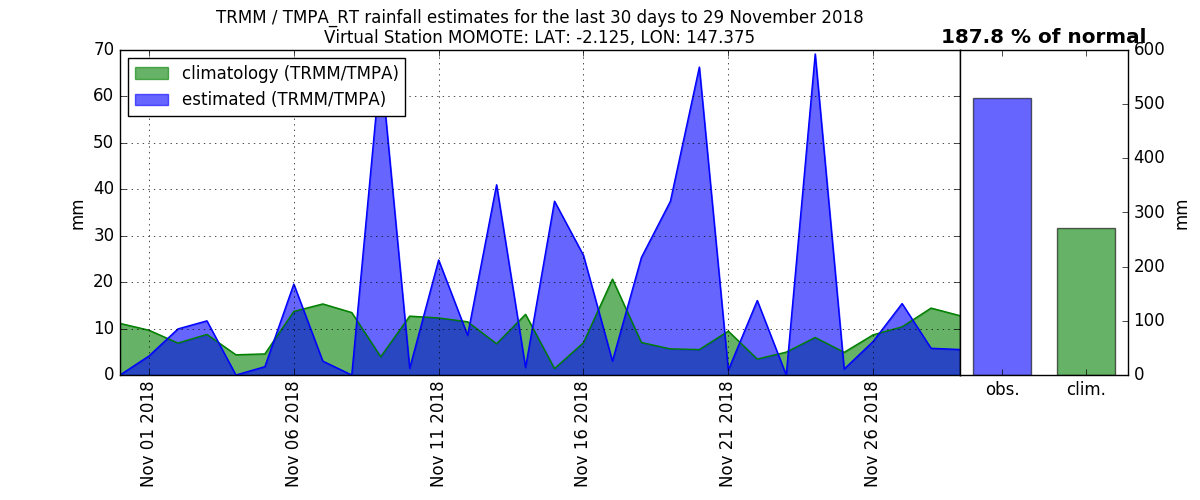 TRMM / TMPA_RT rainfall estimates for the last 30 days to 29 November 2018
Virtual Station MOMOTE: LAT: -2.125, LON: 147.375
187.8 % of normal
climatology (TRMM/TMPA)
estimated (TRMM/TMPA)
70
60
50
40
30
20
10
0
mm
Nov 01 2018
Nov 06 2018
Nov 11 2018
Nov 16 2018
Nov 21 2018
Nov 26 2018
obs.
clim.
600
500
400
300
200
100
0
mm